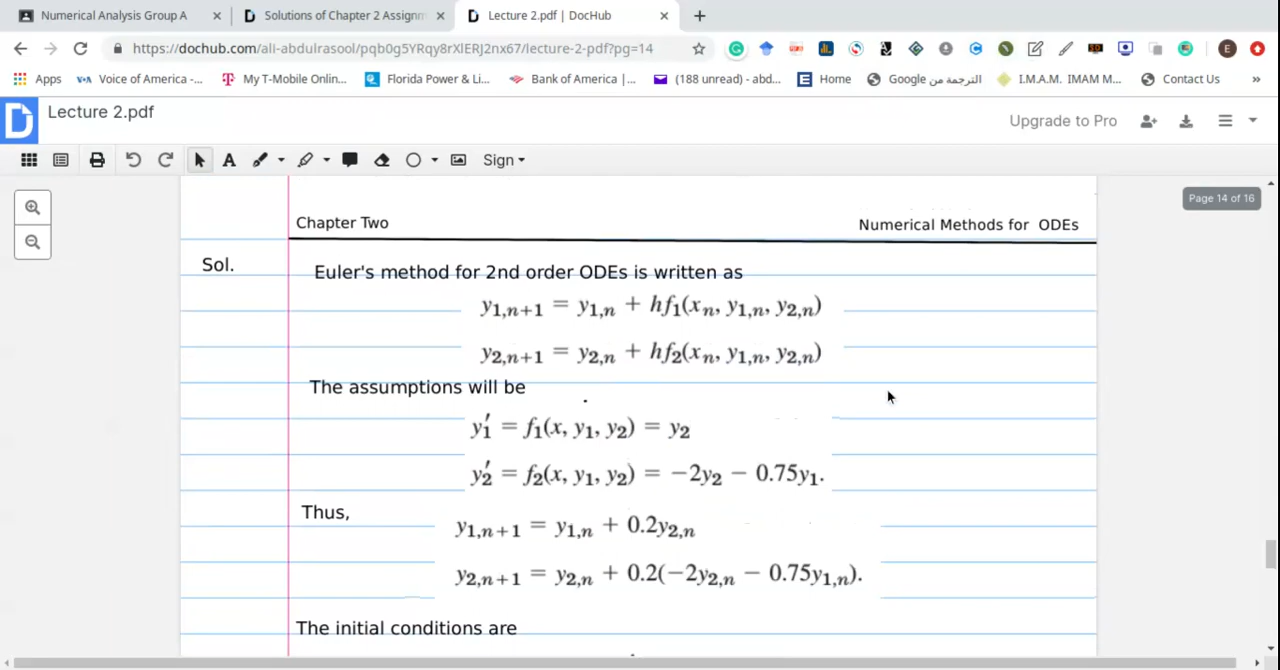 Numerical Analysis Group A
Solutions of Chapter 2 Assignm
Lecture 2.pdf | DocHub
https://dochub.com/ali-abdulrasool/pqb0g5YRqy8rXlERJ2nx67/lecture-2-pdf?pg=14
Apps
Voice of America -...
My T-Mobile Onlin...
Florida Power & Li...
Bank of America |...
(188 unread) - abd...
Home
الترجمة من Google
I.M.A.M. IMAM M...
Contact Us
»
Lecture 2.pdf
Upgrade to Pro
Sign
Page 14 of 16
Chapter Two
Numerical Methods for ODEs
Sol.
Euler's method for 2nd order ODEs is written as
y₁,ₙ₊₁ = y₁,ₙ + hf₁(xₙ, y₁,ₙ, y₂,ₙ)
y₂,ₙ₊₁ = y₂,ₙ + hf₂(xₙ, y₁,ₙ, y₂,ₙ)
The assumptions will be
y₁′ = f₁(x, y₁, y₂) = y₂
y₂′ = f₂(x, y₁, y₂) = −2y₂ − 0.75y₁.
Thus,
y₁,ₙ₊₁ = y₁,ₙ + 0.2y₂,ₙ
y₂,ₙ₊₁ = y₂,ₙ + 0.2(−2y₂,ₙ − 0.75y₁,ₙ).
The initial conditions are